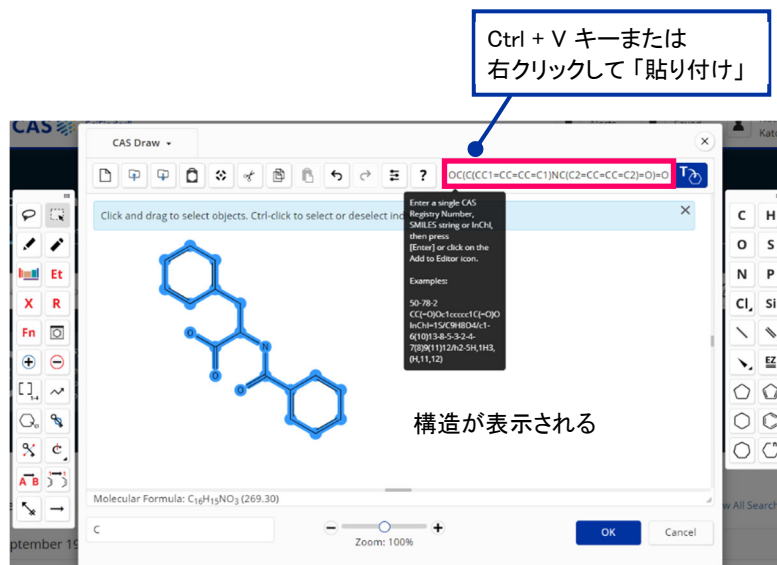 Ctrl + V キーまたは
右クリックして「貼り付け」
CAS
CAS Draw
OC(C(CC1=CC=CC=C1)NC(C2=CC=CC=C2)=O)=O
?
Click and drag to select objects. Ctrl-click to select or deselect ind
Enter a single CAS
Registry Number,
SMILES string or InChI,
then press
[Enter] or click on the
Add to Editor icon.
Examples:
50-78-2
CC(=O)Oc1ccccc1C(=O)O
InChI=1S/C9H8O4/c1-
6(10)13-8-5-3-2-4-
7(8)9(11)12/h2-5H,1H3,
(H,11,12)
Et
X R
Fn
1-4
A B
C H
O S
N P
Cl Si
EZ
O
O
N
O
構造が表示される
Molecular Formula: C₁₆H₁₅NO₃ (269.30)
C
Zoom: 100%
OK
Cancel
w All Search
ptember 19